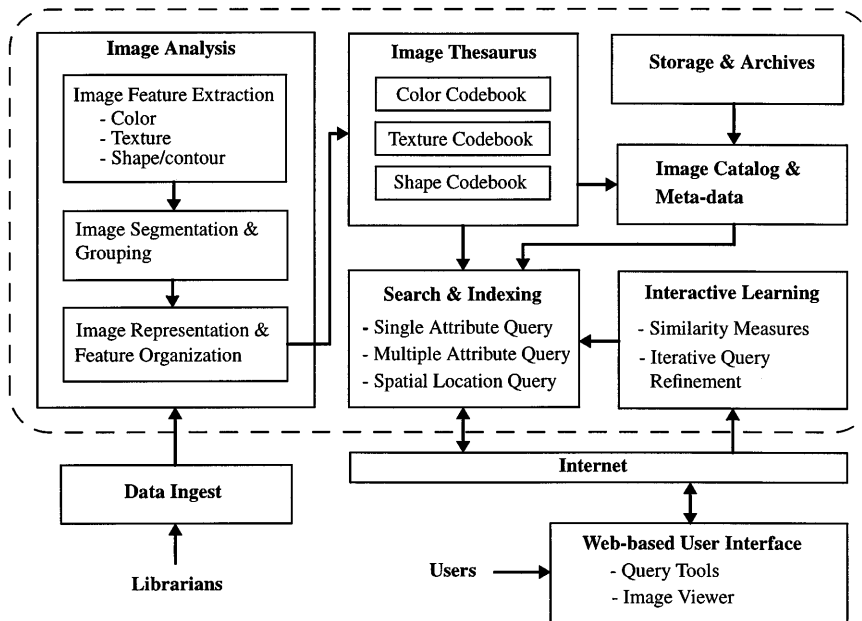 Image Analysis
Image Feature Extraction
- Color
- Texture
- Shape/contour
Image Segmentation &
Grouping
Image Representation &
Feature Organization
Image Thesaurus
Color Codebook
Texture Codebook
Shape Codebook
Storage & Archives
Image Catalog &
Meta-data
Search & Indexing
- Single Attribute Query
- Multiple Attribute Query
- Spatial Location Query
Interactive Learning
- Similarity Measures
- Iterative Query
Refinement
Data Ingest
Librarians
Internet
Users
Web-based User Interface
- Query Tools
- Image Viewer